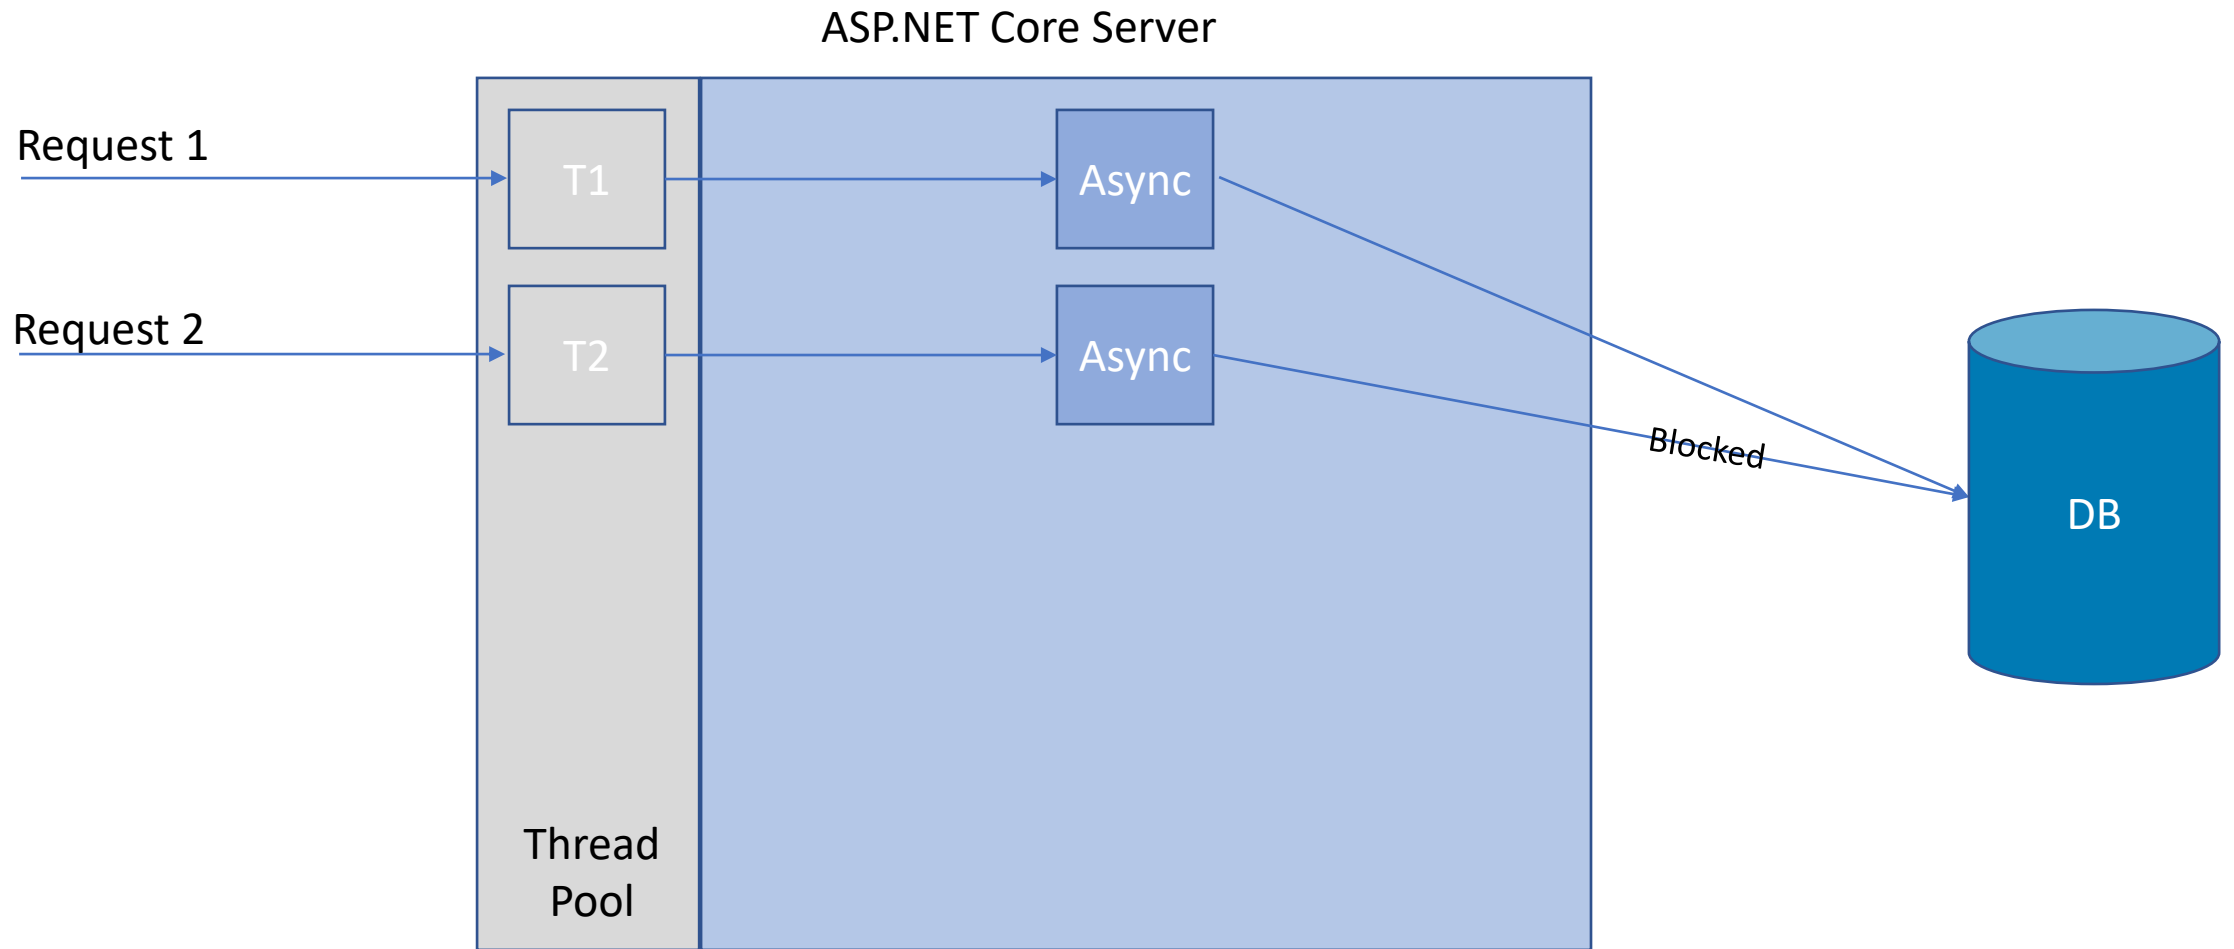 ASP.NET Core Server
Request 1
T1
Async
Request 2
T2
Async
Blocked
DB
Thread
Pool